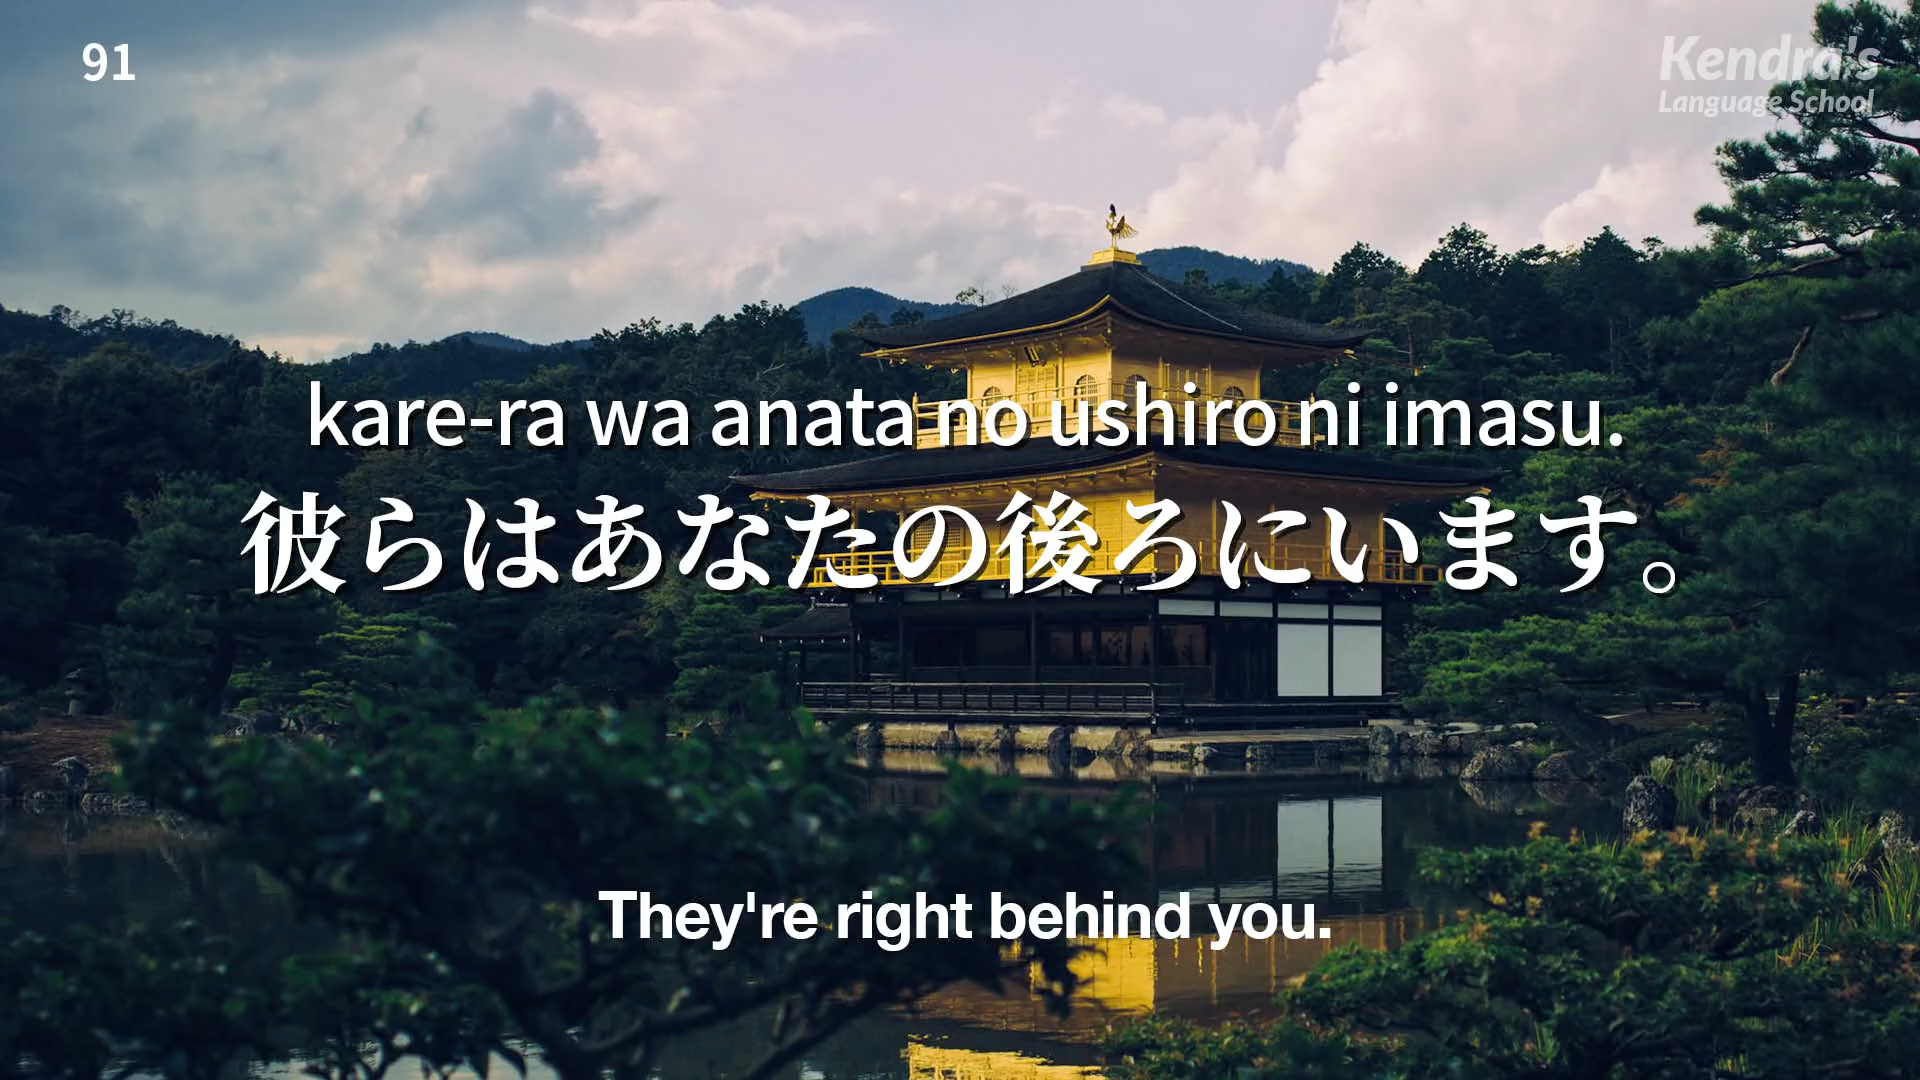 91
Kendra's
Language School
kare-ra wa anata no ushiro ni imasu.
彼らはあなたの後ろにいます。
They're right behind you.